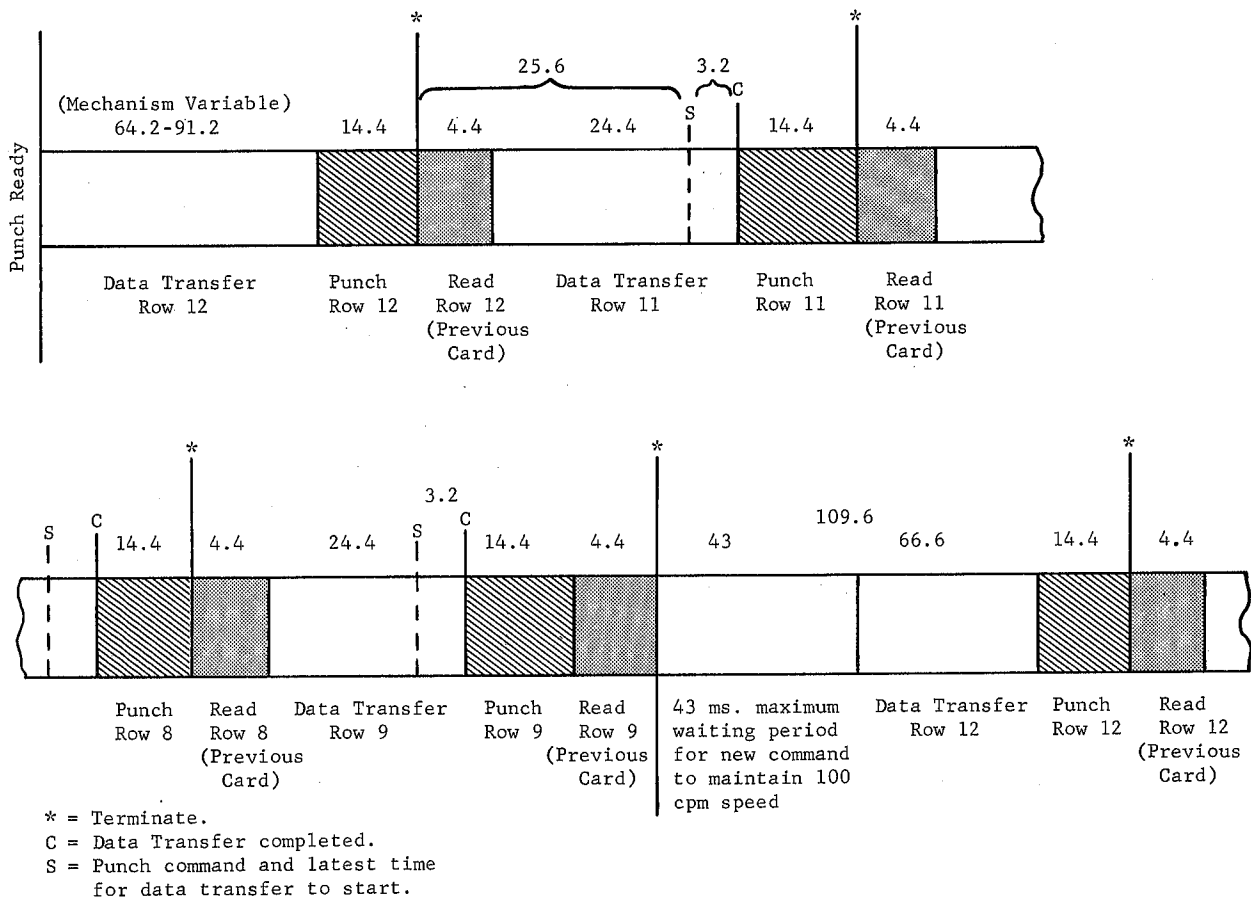 *
*
25.6
3.2
C
S
(Mechanism Variable)
64.2-91.2
14.4
4.4
24.4
14.4
4.4
Punch Ready
Data Transfer
Row 12
Punch
Row 12
Read
Row 12
(Previous
Card)
Data Transfer
Row 11
Punch
Row 11
Read
Row 11
(Previous
Card)
*
*
*
3.2
109.6
S
C
14.4
4.4
24.4
S
C
14.4
4.4
43
66.6
14.4
4.4
Punch
Row 8
Read
Row 8
(Previous
Card)
Data Transfer
Row 9
Punch
Row 9
Read
Row 9
(Previous
Card)
43 ms. maximum
waiting period
for new command
to maintain 100
cpm speed
Data Transfer
Row 12
Punch
Row 12
Read
Row 12
(Previous
Card)
* = Terminate.
C = Data Transfer completed.
S = Punch command and latest time
for data transfer to start.